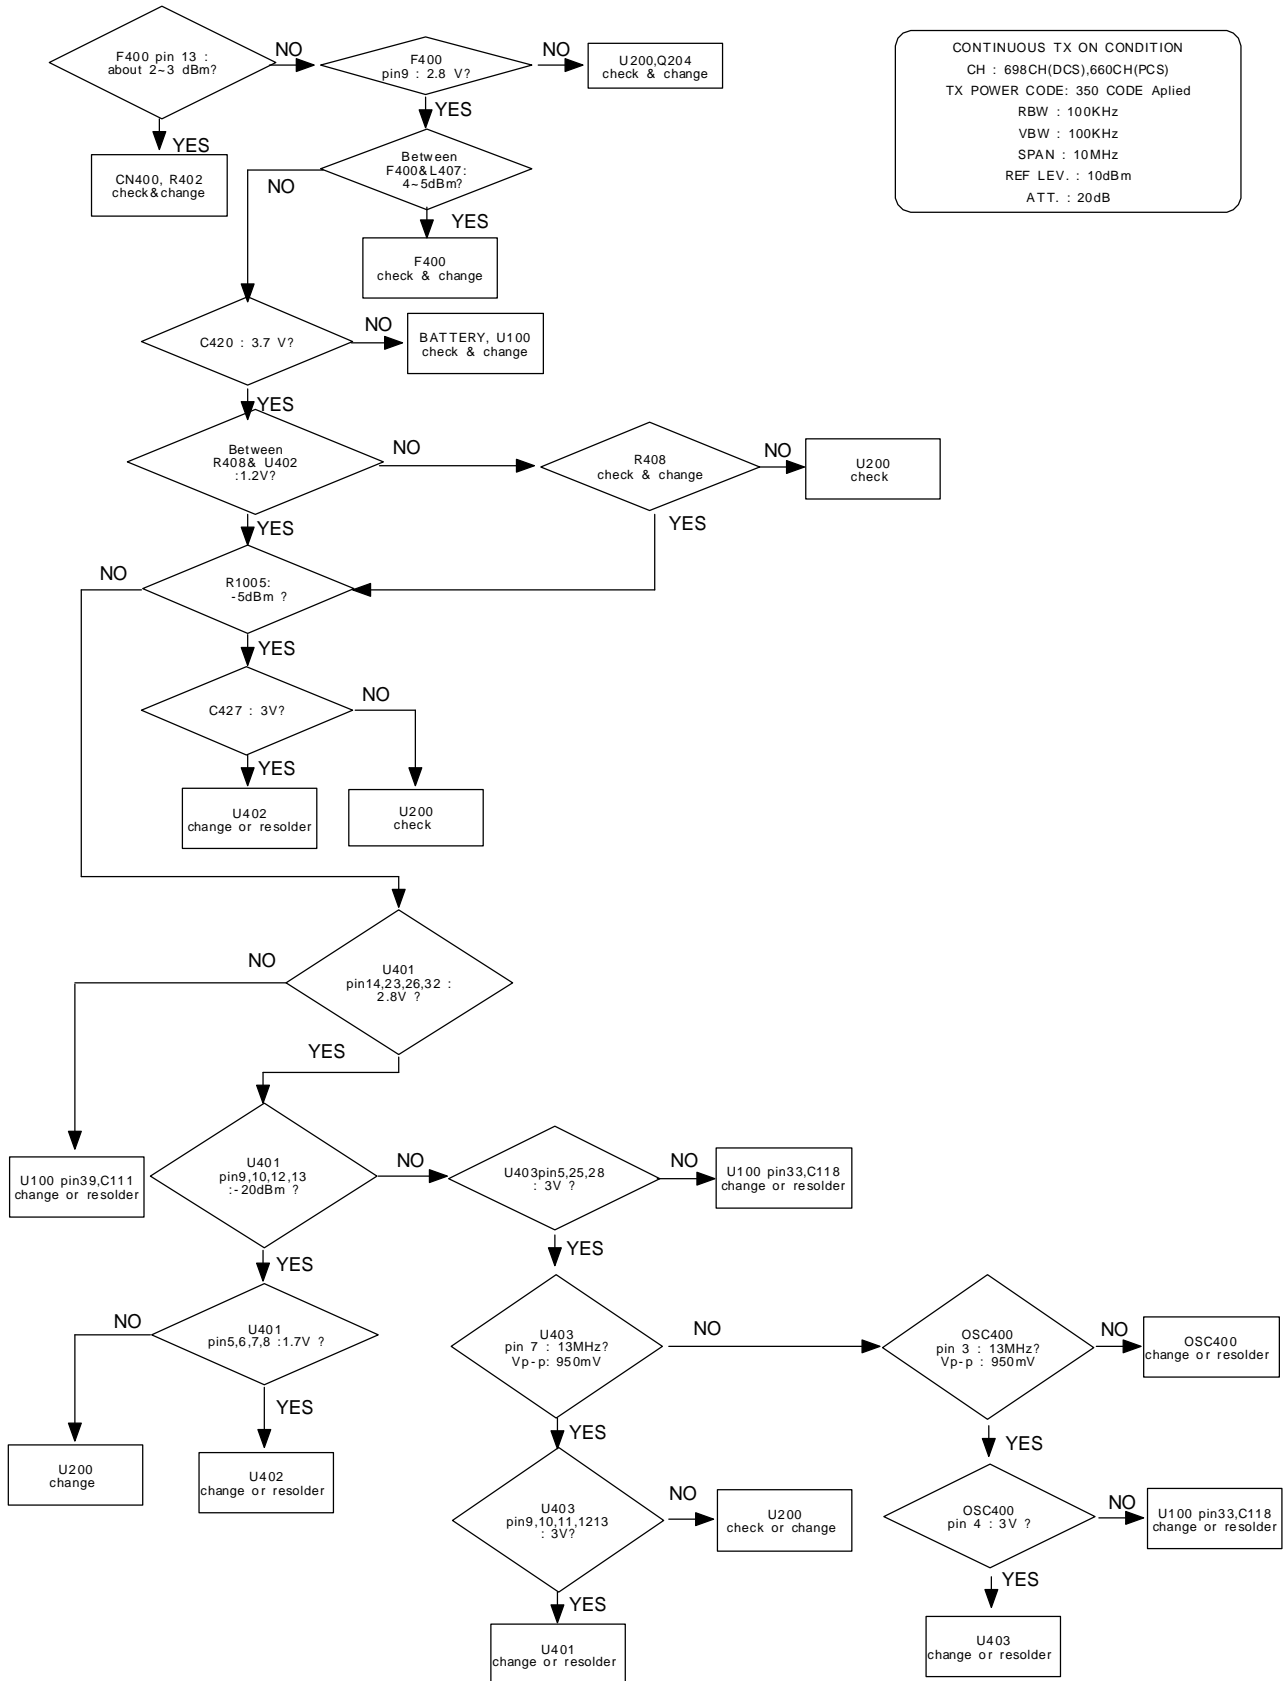 F400 pin 13 :
about 2~3 dBm?
NO
F400
pin9 : 2.8 V?
NO
U200,Q204
check & change
CONTINUOUS TX ON CONDITION
CH : 698CH(DCS),660CH(PCS)
TX POWER CODE: 350 CODE Aplied
RBW : 100KHz
VBW : 100KHz
SPAN : 10MHz
REF LEV. : 10dBm
ATT. : 20dB
YES
YES
CN400, R402
check&change
Between
F400&L407:
4~5dBm?
NO
YES
F400
check & change
C420 : 3.7 V?
NO
BATTERY, U100
check & change
YES
Between
R408& U402
:1.2V?
NO
R408
check & change
NO
U200
check
YES
YES
R1005:
-5dBm ?
NO
YES
C427 : 3V?
NO
YES
U402
change or resolder
U200
check
U401
pin14,23,26,32 :
2.8V ?
NO
YES
U100 pin39,C111
change or resolder
U401
pin9,10,12,13
:-20dBm ?
NO
U403pin5,25,28
: 3V ?
NO
U100 pin33,C118
change or resolder
YES
YES
U401
pin5,6,7,8 :1.7V ?
NO
YES
U200
change
U402
change or resolder
U403
pin 7 : 13MHz?
Vp-p: 950mV
NO
OSC400
pin 3 : 13MHz?
Vp-p : 950mV
NO
OSC400
change or resolder
YES
YES
U403
pin9,10,11,1213
: 3V?
NO
U200
check or change
OSC400
pin 4 : 3V ?
NO
U100 pin33,C118
change or resolder
YES
YES
U401
change or resolder
U403
change or resolder